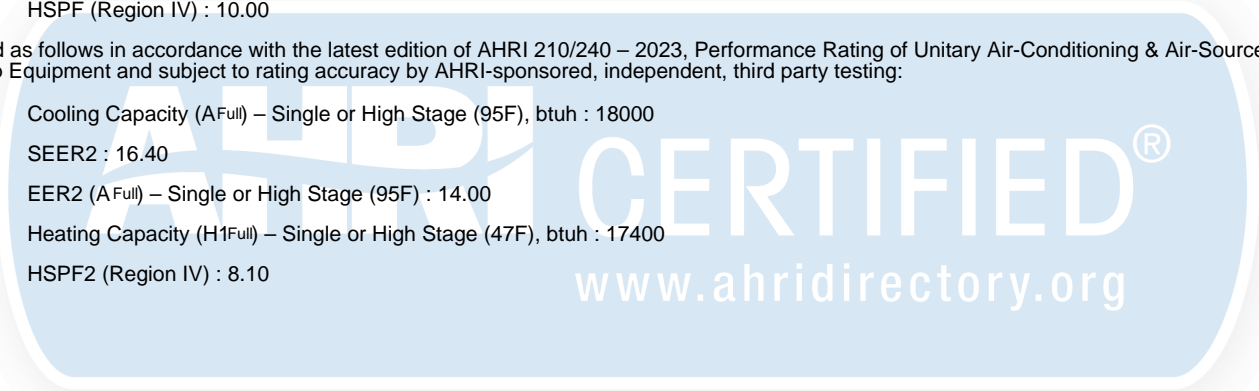 HSPF (Region IV) : 10.00
as follows in accordance with the latest edition of AHRI 210/240 – 2023, Performance Rating of Unitary Air-Conditioning & Air-Source
Equipment and subject to rating accuracy by AHRI-sponsored, independent, third party testing:
Cooling Capacity (AFull) – Single or High Stage (95F), btuh : 18000
SEER2 : 16.40
EER2 (AFull) – Single or High Stage (95F) : 14.00
Heating Capacity (H1Full) – Single or High Stage (47F), btuh : 17400
HSPF2 (Region IV) : 8.10
AHRI CERTIFIED®
www.ahridirectory.org